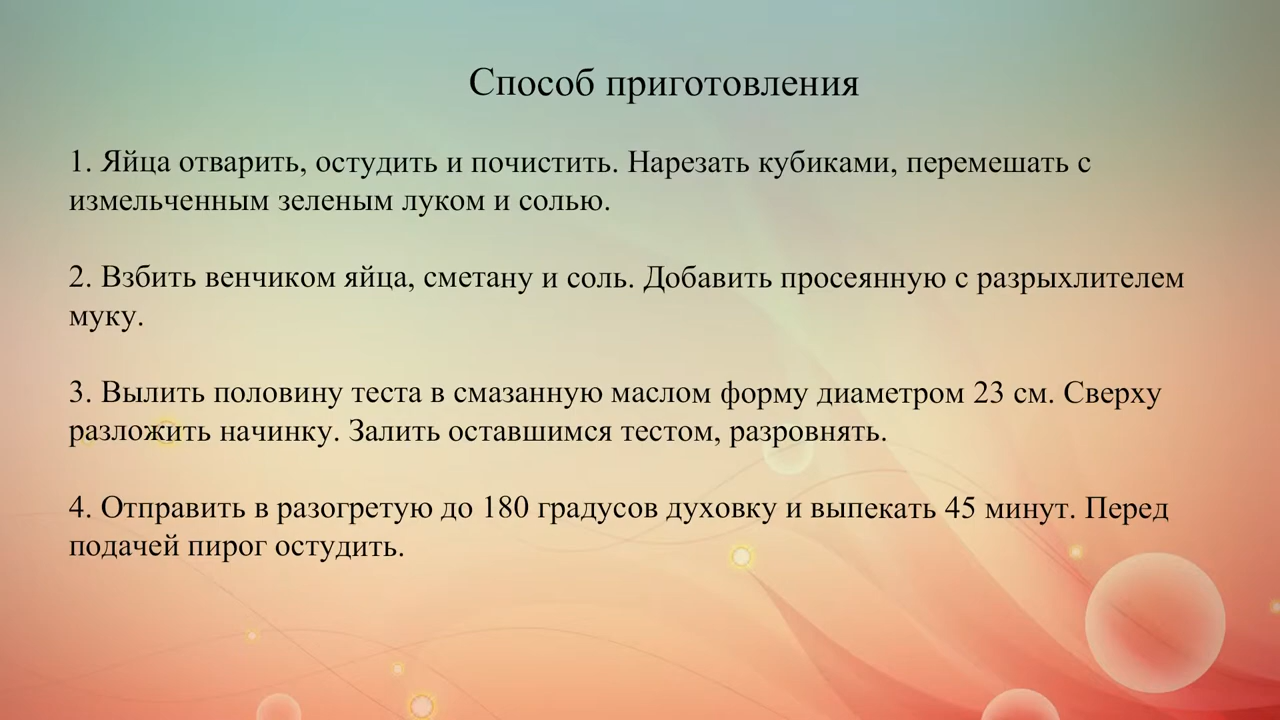 Способ приготовления
1. Яйца отварить, остудить и почистить. Нарезать кубиками, перемешать с
измельченным зеленым луком и солью.
2. Взбить венчиком яйца, сметану и соль. Добавить просеянную с разрыхлителем
муку.
3. Вылить половину теста в смазанную маслом форму диаметром 23 см. Сверху
разложить начинку. Залить оставшимся тестом, разровнять.
4. Отправить в разогретую до 180 градусов духовку и выпекать 45 минут. Перед
подачей пирог остудить.